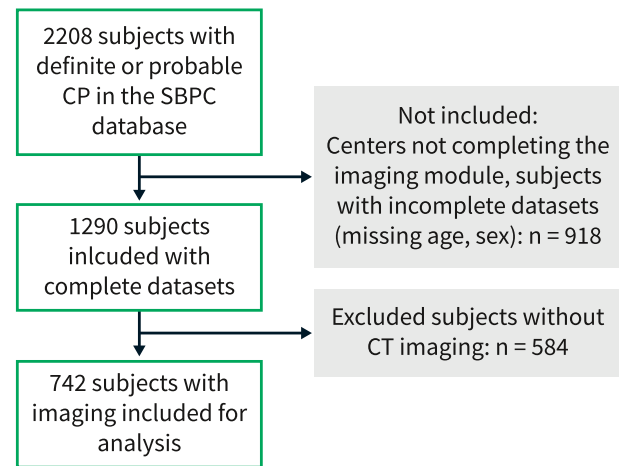 2208 subjects with
definite or probable
CP in the SBPC
database
Not included:
Centers not completing the
imaging module, subjects
with incomplete datasets
(missing age, sex): n = 918
1290 subjects
inlcuded with
complete datasets
Excluded subjects without
CT imaging: n = 584
742 subjects with
imaging included for
analysis